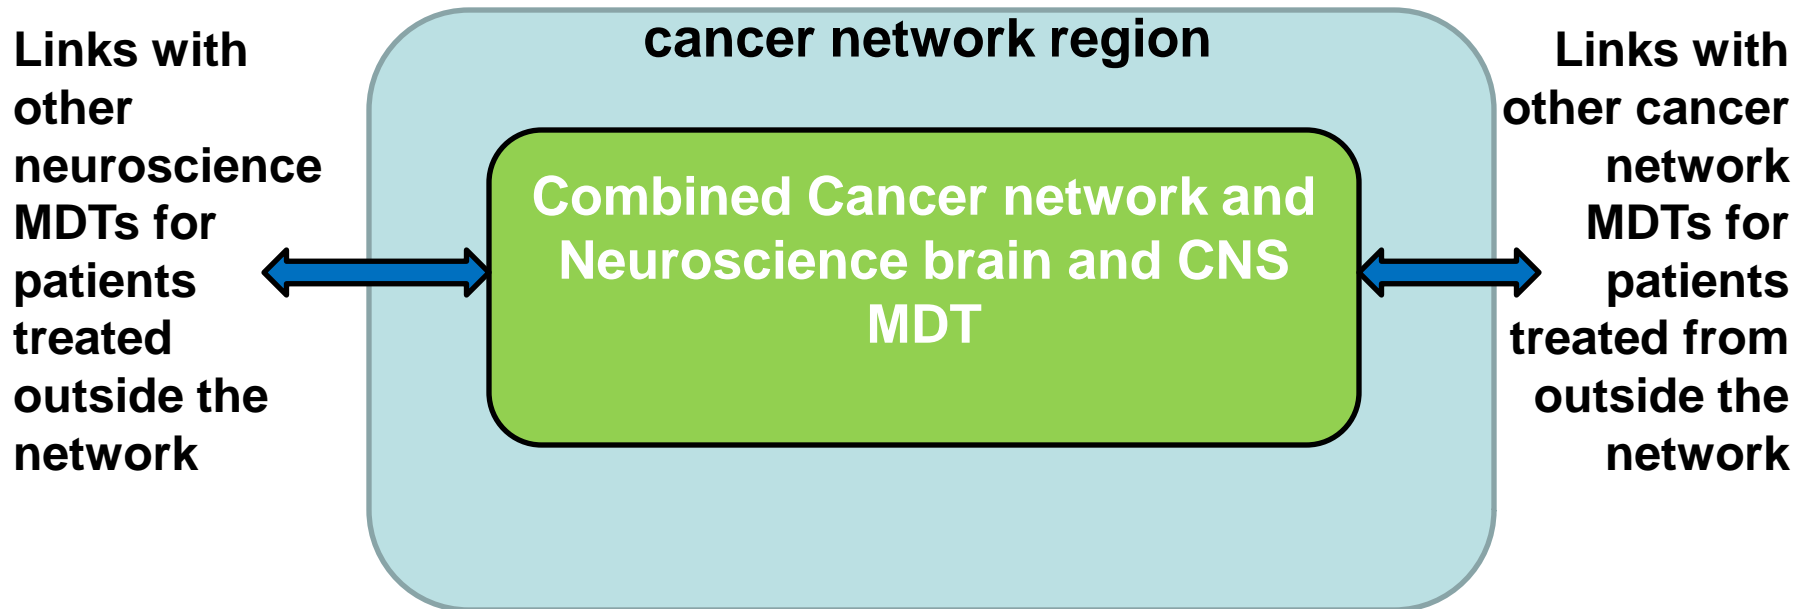 cancer network region
Links with
other
neuroscience
MDTs for
patients
treated
outside the
network
Combined Cancer network and
Neuroscience brain and CNS
MDT
Links with
other cancer
network
MDTs for
patients
treated from
outside the
network